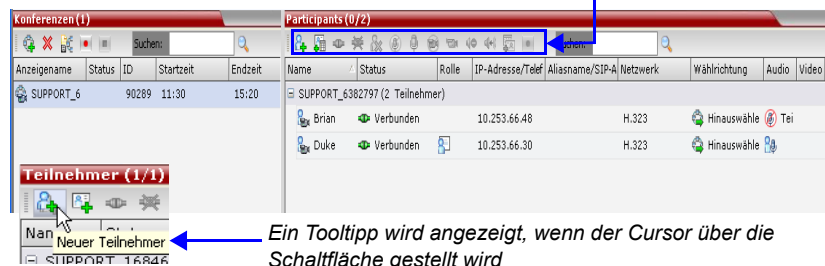 Konferenzen (1)
Participants (0/2)
Suchen:
Anzeigename Status ID Startzeit Endzeit
Name Status Rolle IP-Adresse/Telef Aliasname/SIP-A Netzwerk Wählrichtung Audio Video
SUPPORT_6 90289 11:30 15:20
SUPPORT_6382797 (2 Teilnehmer)
Brian Verbunden 10.253.66.48 H.323 Hinauswähle Tei
Duke Verbunden 10.253.66.30 H.323 Hinauswähle
Teilnehmer (1/1)
Neuer Teilnehmer
SUPPORT_16846
Ein Tooltipp wird angezeigt, wenn der Cursor über die
Schaltfläche gestellt wird